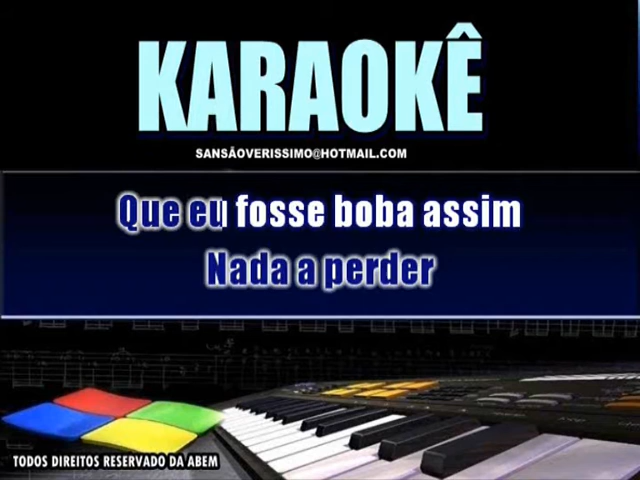 KARAOKÊ
SANSÃOVERISSIMO@HOTMAIL.COM
Que eu fosse boba assim
Nada a perder
TODOS DIREITOS RESERVADO DA ABEM